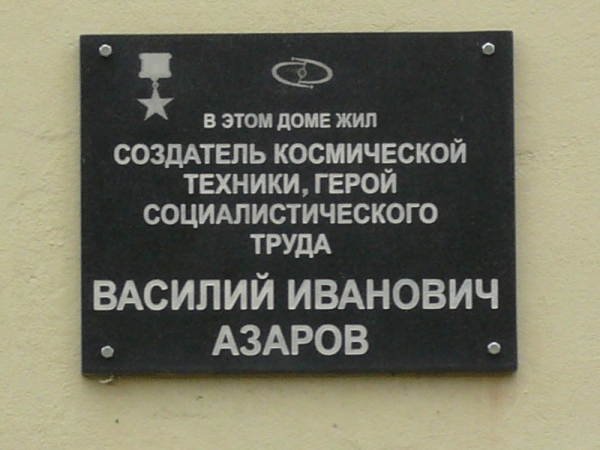 В ЭТОМ ДОМЕ ЖИЛ
СОЗДАТЕЛЬ КОСМИЧЕСКОЙ
ТЕХНИКИ, ГЕРОЙ
СОЦИАЛИСТИЧЕСКОГО
ТРУДА
ВАСИЛИЙ ИВАНОВИЧ
АЗАРОВ